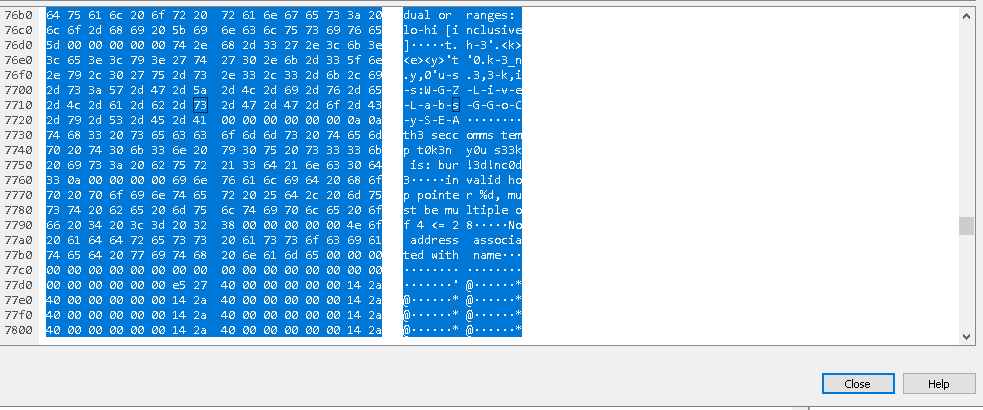 76b0 64 75 61 6c 20 6f 72 20 72 61 6e 67 65 73 3a 20 dual or ranges:
76c0 6c 6f 2d 68 69 20 5b 69 6e 63 6c 75 73 69 76 65 lo-hi [inclusive
76d0 5d 00 00 00 00 00 74 2e 68 2d 33 27 2e 3c 6b 3e ]·····t. h-3'.<k>
76e0 3c 65 3e 3c 79 3e 27 74 27 30 2e 6b 2d 33 5f 6e <e><y>'t '0.k-3_n
76f0 2e 79 2c 30 27 75 2d 73 2e 33 2c 33 2d 6b 2c 69 .y,0'u-s .3,3-k,i
7700 2d 73 3a 57 2d 47 2d 5a 2d 4c 2d 69 2d 76 2d 65 -s:W-G-Z -L-i-v-e
7710 2d 4c 2d 61 2d 62 2d 73 2d 47 2d 47 2d 6f 2d 43 -L-a-b-s -G-G-o-C
7720 2d 79 2d 53 2d 45 2d 41 00 00 00 00 00 00 0a 0a -y-S-E-A ········
7730 74 68 33 20 73 65 63 63 6f 6d 6d 73 20 74 65 6d th3 secc omms tem
7740 70 20 74 30 6b 33 6e 20 79 30 75 20 73 33 33 6b p t0k3n y0u s33k
7750 20 69 73 3a 20 62 75 72 21 33 64 21 6e 63 30 64 is: bur !3d!nc0d
7760 33 0a 00 00 00 00 69 6e 76 61 6c 69 64 20 68 6f 3·····in valid ho
7770 70 20 70 6f 69 6e 74 65 72 20 25 64 2c 20 6d 75 p pointe r %d, mu
7780 73 74 20 62 65 20 6d 75 6c 74 69 70 6c 65 20 6f st be mu ltiple o
7790 66 20 34 20 3c 3d 20 32 38 00 00 00 00 00 4e 6f f 4 <= 2 8·····No
77a0 20 61 64 64 72 65 73 73 20 61 73 73 6f 63 69 61 address associa
77b0 74 65 64 20 77 69 74 68 20 6e 61 6d 65 00 00 00 ted with name···
77c0 00 00 00 00 00 00 00 00 00 00 00 00 00 00 00 00 ········ ········
77d0 00 00 00 00 00 00 e5 27 40 00 00 00 00 00 14 2a ·······' @······*
77e0 40 00 00 00 00 00 14 2a 40 00 00 00 00 00 14 2a @······* @······*
77f0 40 00 00 00 00 00 14 2a 40 00 00 00 00 00 14 2a @······* @······*
7800 40 00 00 00 00 00 14 2a 40 00 00 00 00 00 14 2a @······* @······*
Close Help